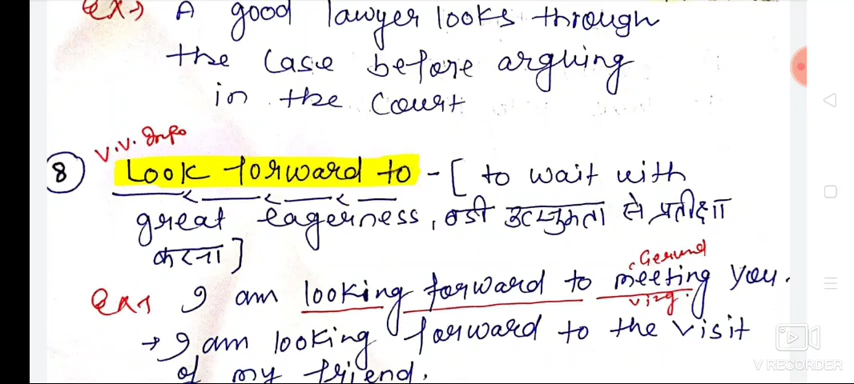 Ex:→ A good lawyer looks through
the case before arguing
in the court
V.V. Info
8 Look forward to - [ to wait with
great eagerness, बडी उत्सुकता से प्रतीक्षा
करना ]
Gerund
Ex:→ I am looking forward to meeting you.
Ving
→ I am looking forward to the visit
of my friend.
V RECORDER